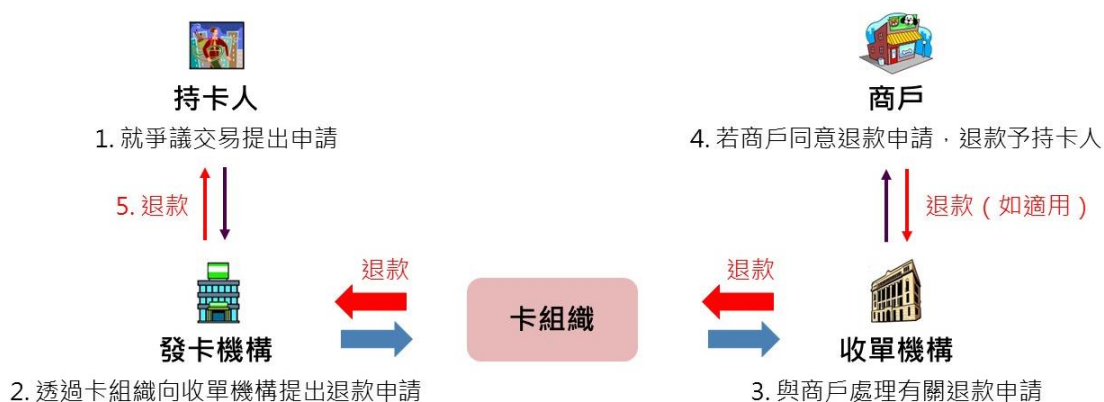 持卡人
1. 就爭議交易提出申請
5. 退款
發卡機構
2. 透過卡組織向收單機構提出退款申請
退款
卡組織
退款
商戶
4. 若商戶同意退款申請，退款予持卡人
退款（如適用）
收單機構
3. 與商戶處理有關退款申請